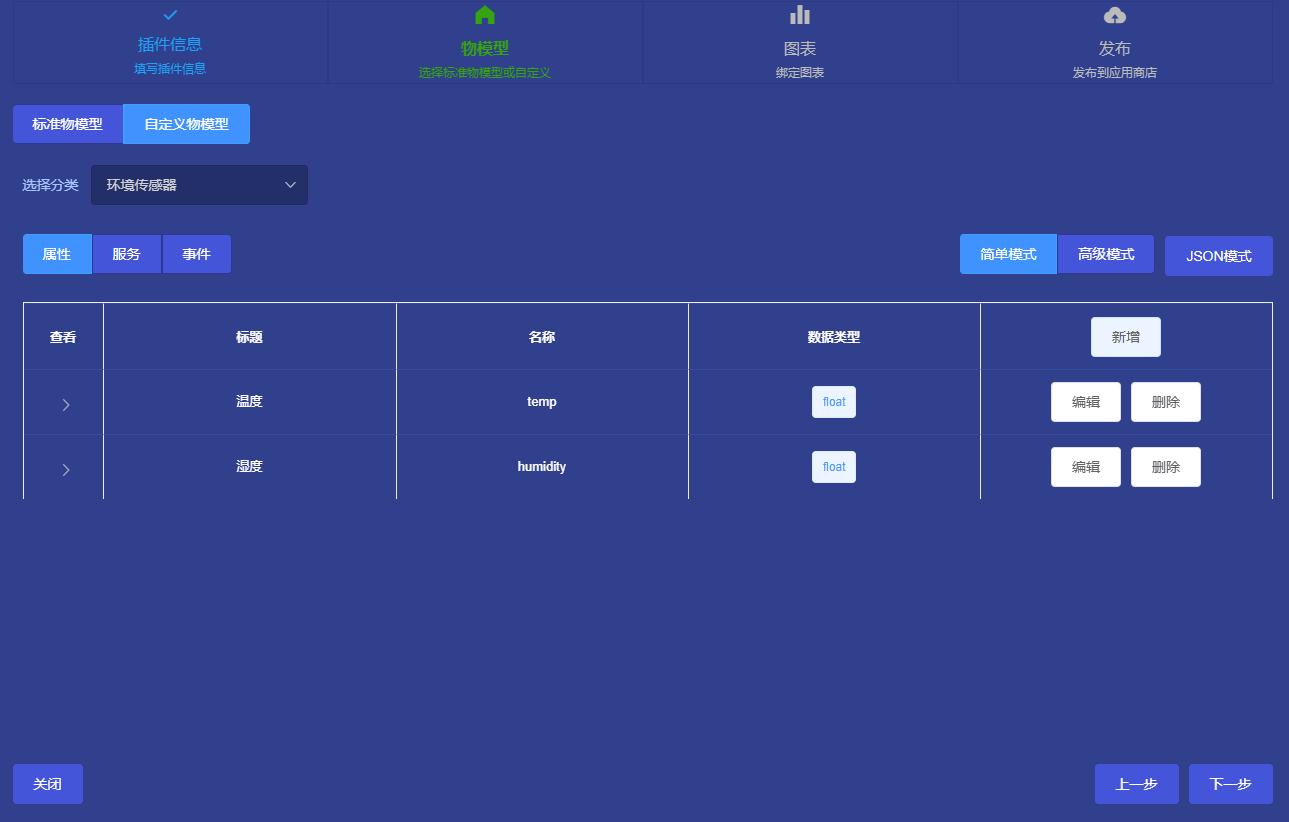 插件信息
填写插件信息
物模型
选择标准物模型或自定义
图表
绑定图表
发布
发布到应用商店
标准物模型 自定义物模型
选择分类 环境传感器
属性 服务 事件 简单模式 高级模式 JSON模式
查看 标题 名称 数据类型 新增
温度 temp float 编辑 删除
湿度 humidity float 编辑 删除
关闭 上一步 下一步